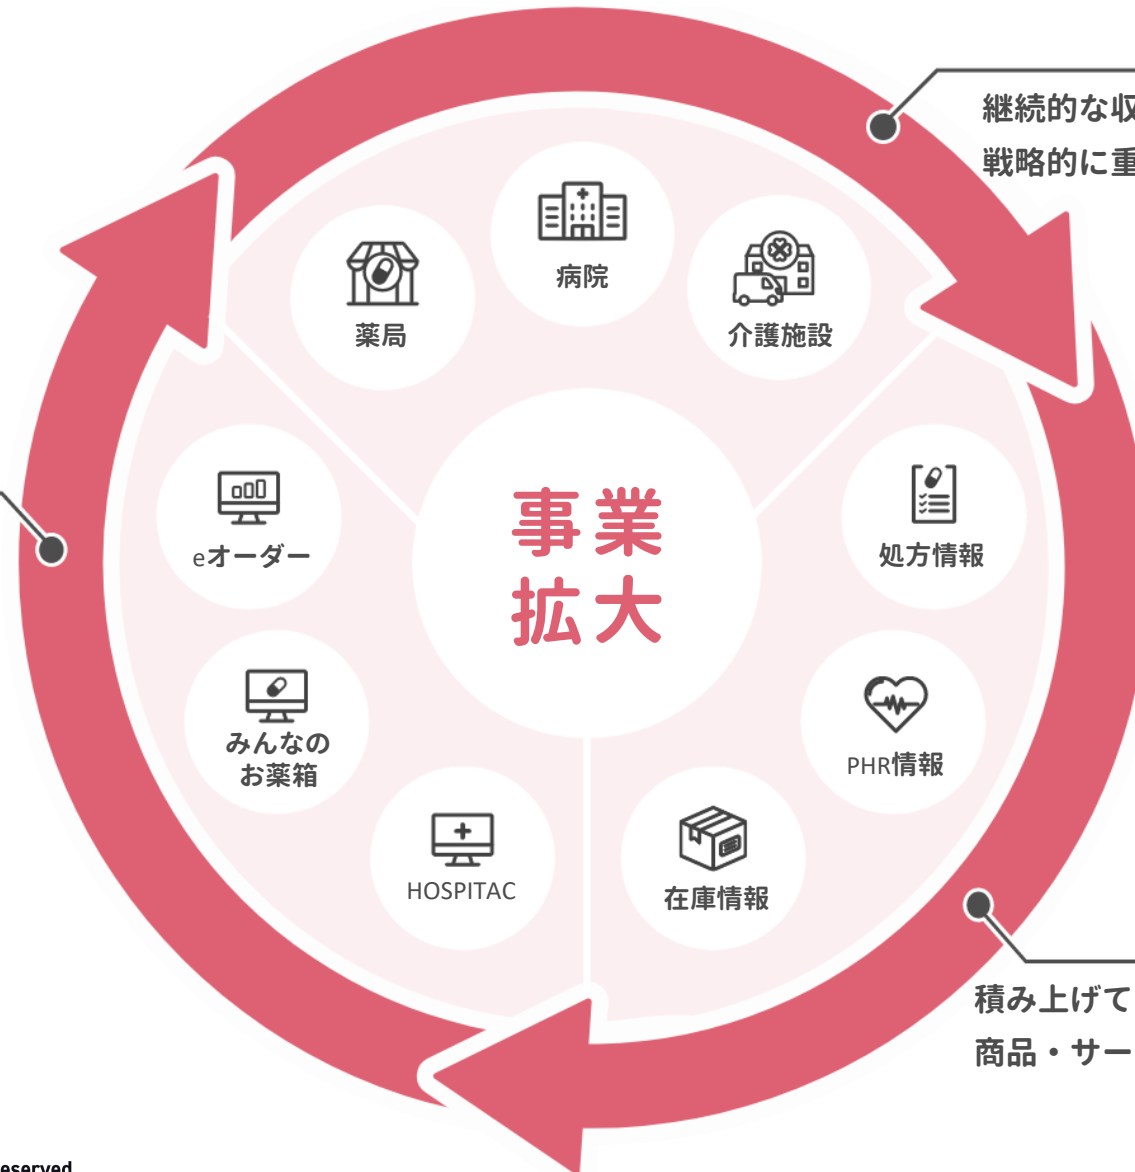 継続的な収
戦略的に重
病院
薬局
介護施設
eオーダー
事業
拡大
処方情報
みんなの
お薬箱
PHR情報
HOSPITAC
在庫情報
積み上げて
商品・サー
eserved